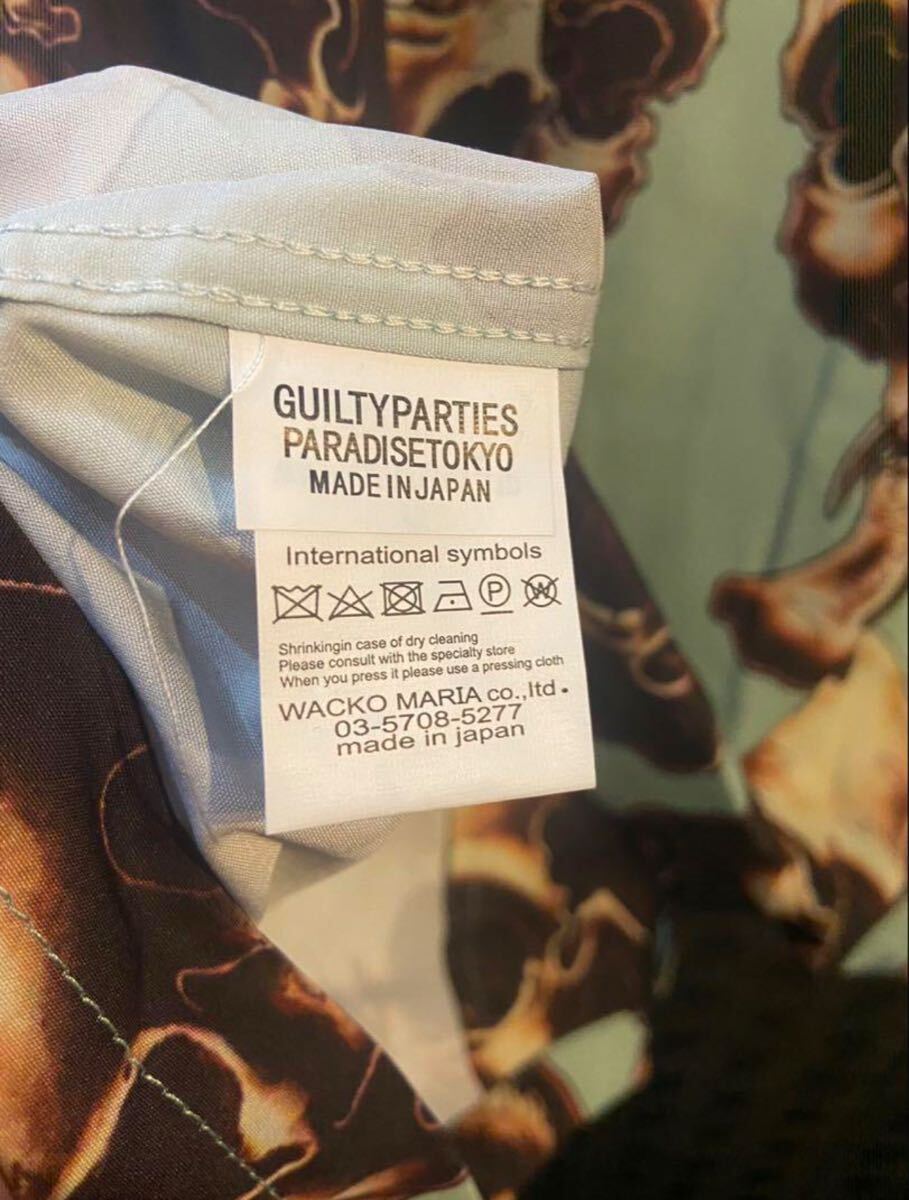 GUILTYPARTIES
PARADISETOKYO
MADE IN JAPAN
International symbols
P W
Shrinkingin case of dry cleaning
Please consult with the specialty store
When you press it please use a pressing cloth
WACKO MARIA co.,ltd.
03-5708-5277
made in japan